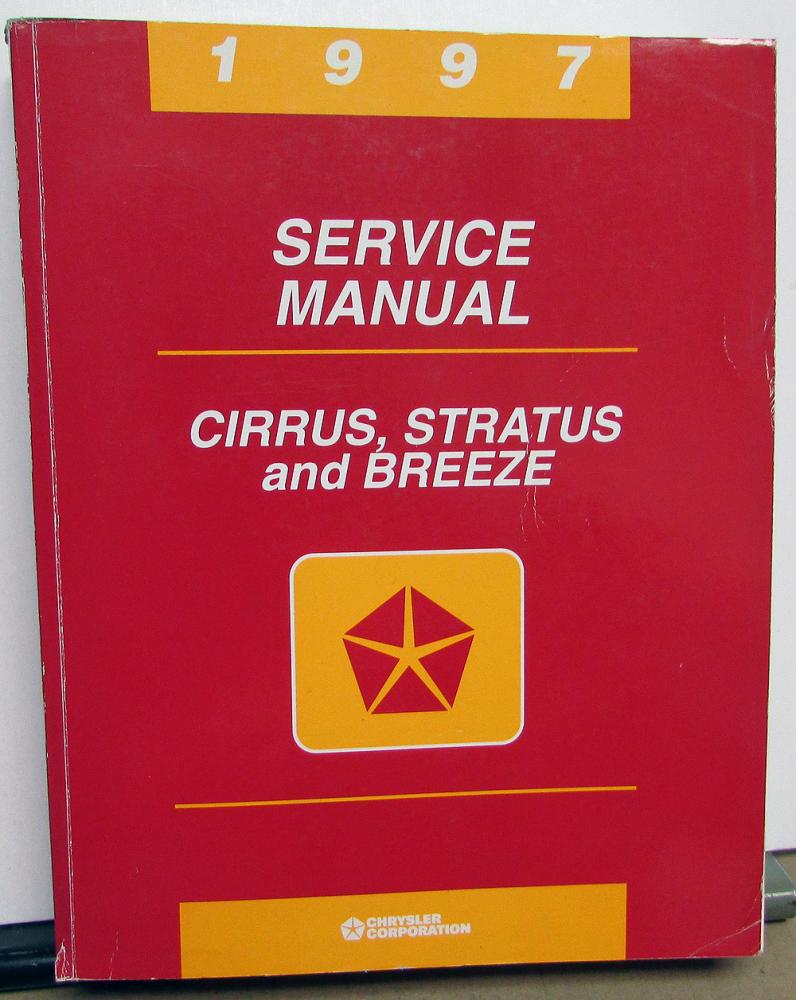 1 9 9 7
SERVICE
MANUAL
CIRRUS, STRATUS
and BREEZE
CHRYSLER
CORPORATION